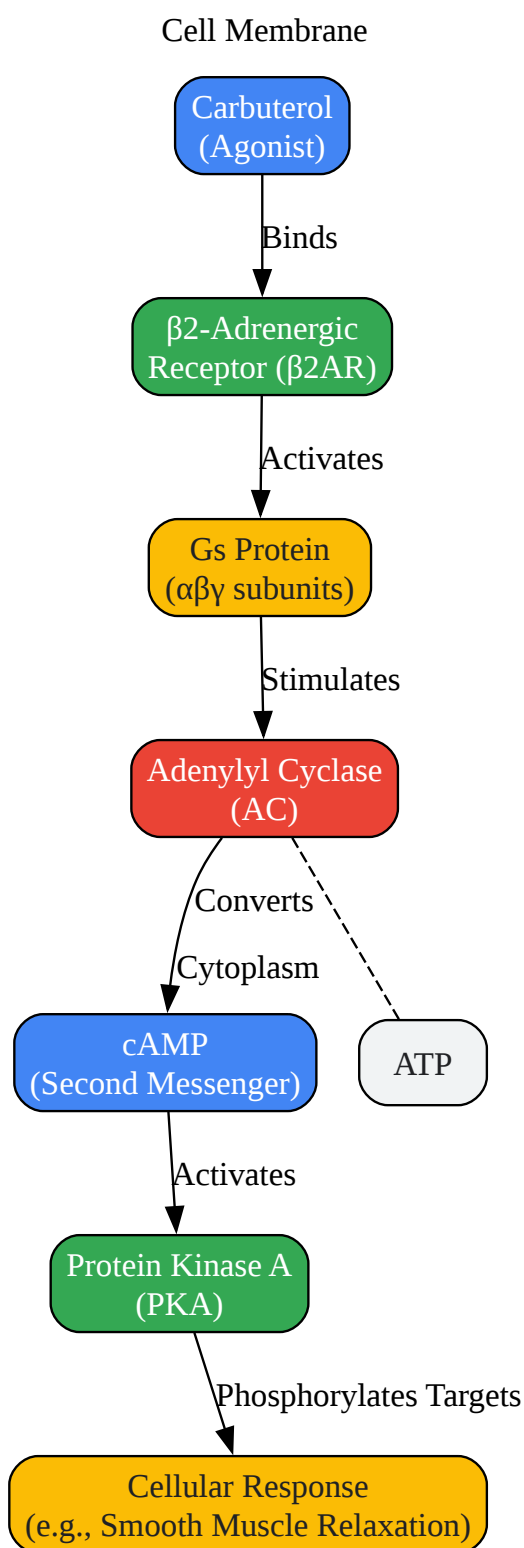 Cell Membrane
Carbuterol
(Agonist)
Binds
β2-Adrenergic
Receptor (β2AR)
Activates
Gs Protein
(αβγ subunits)
Stimulates
Adenylyl Cyclase
(AC)
Converts
Cytoplasm
cAMP
(Second Messenger)
ATP
Activates
Protein Kinase A
(PKA)
Phosphorylates Targets
Cellular Response
(e.g., Smooth Muscle Relaxation)